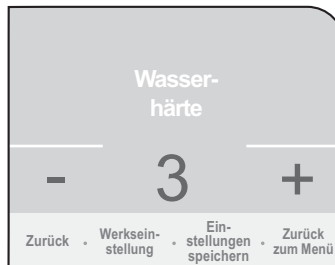 Wasser-
härte
- 3 +
Zurück • Werksein-
stellung • Ein-
stellungen
speichern • Zurück
zum Menü